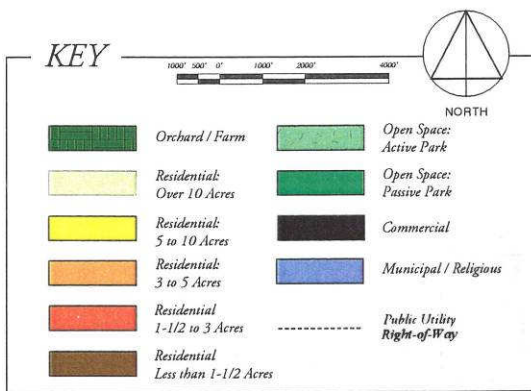 KEY
1000' 500' 0' 1000' 2000' 4000'
NORTH
Orchard / Farm
Residential:
Over 10 Acres
Residential:
5 to 10 Acres
Residential:
3 to 5 Acres
Residential
1-1/2 to 3 Acres
Residential
Less than 1-1/2 Acres
Open Space:
Active Park
Open Space:
Passive Park
Commercial
Municipal / Religious
Public Utility
Right-of-Way